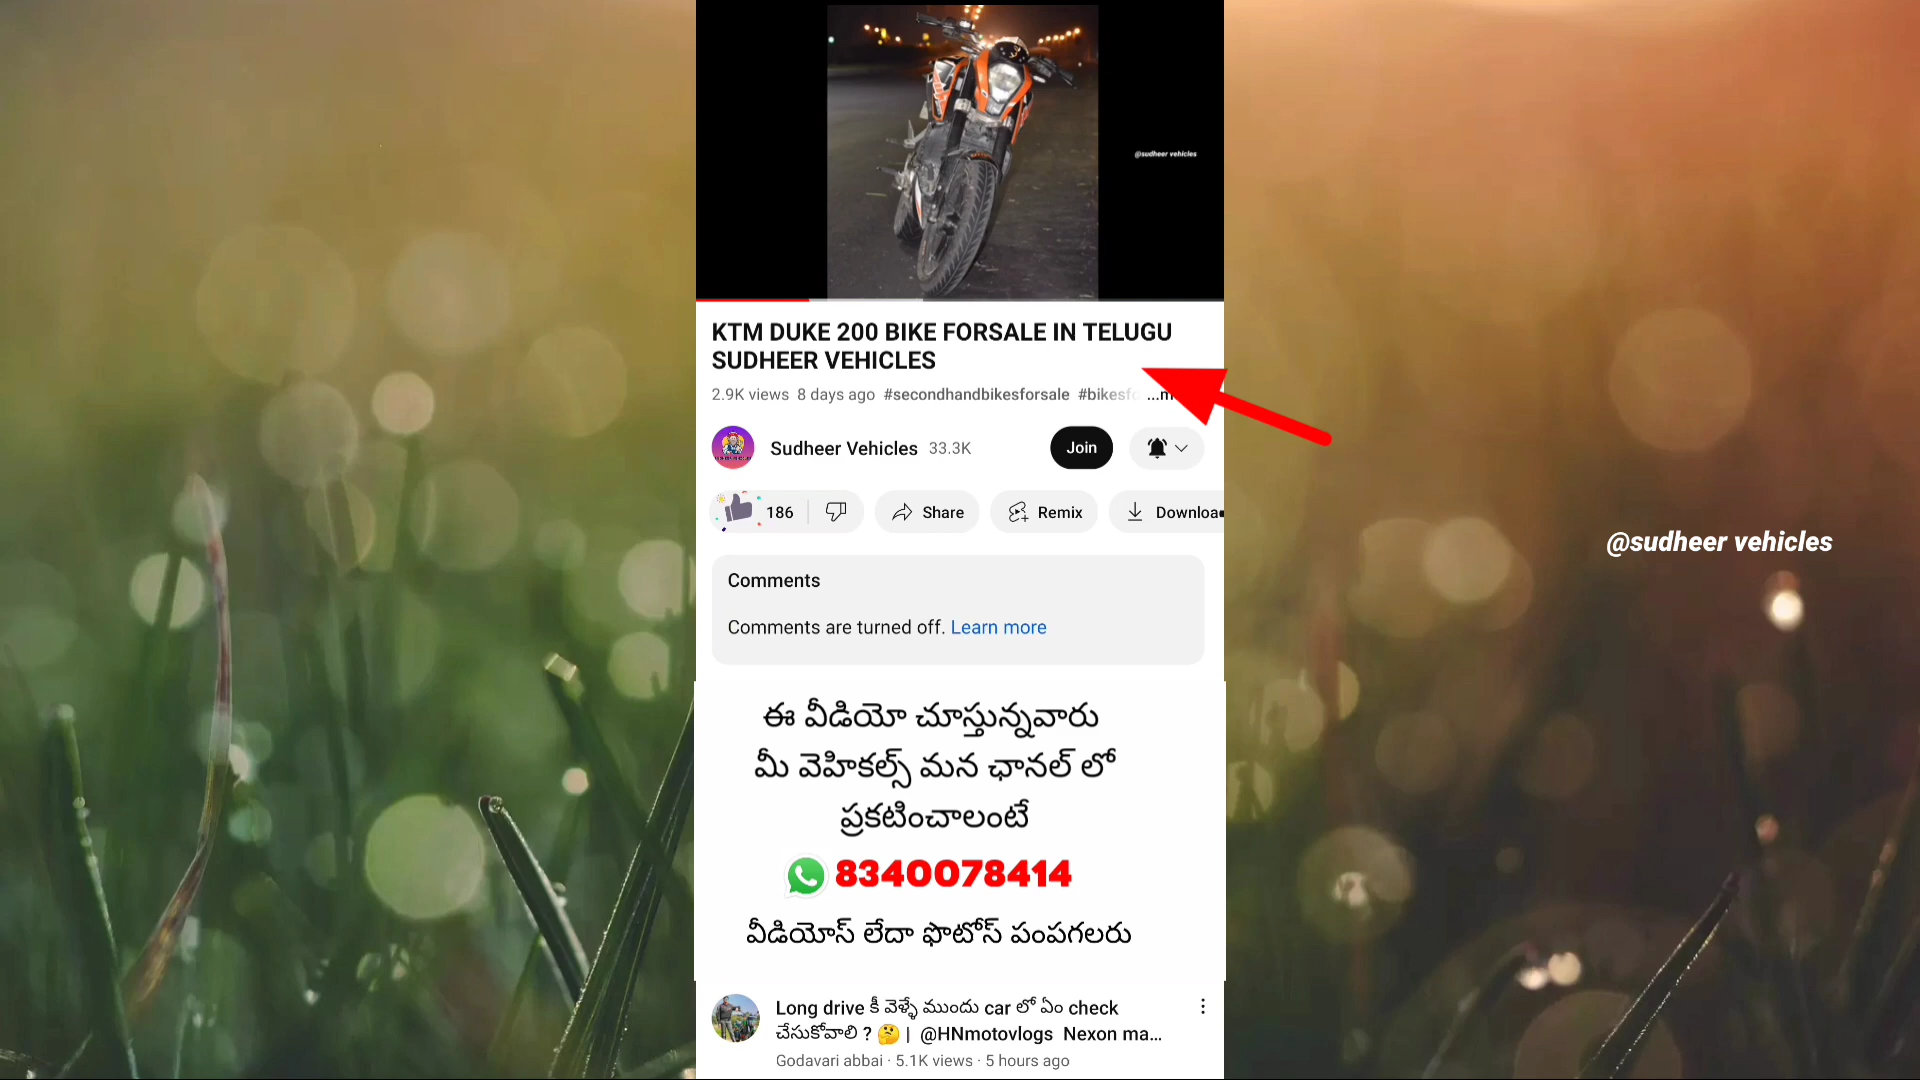 @sudheer vehicles
KTM DUKE 200 BIKE FORSALE IN TELUGU
SUDHEER VEHICLES
2.9K views 8 days ago #secondhandbikesforsale #bikesfo ...m
Sudheer Vehicles 33.3K Join
186 Share Remix Downloa
@sudheer vehicles
Comments
Comments are turned off. Learn more
ఈ వీడియో చూస్తున్నవారు
మీ వెహికల్స్ మన ఛానల్ లో
ప్రకటించాలంటే
8340078414
వీడియోస్ లేదా ఫొటోస్ పంపగలరు
Long drive కి వెళ్ళే ముందు car లో ఏం check
చేసుకోవాలి ? 🤔 | @HNmotovlogs Nexon ma...
Godavari abbai · 5.1K views · 5 hours ago